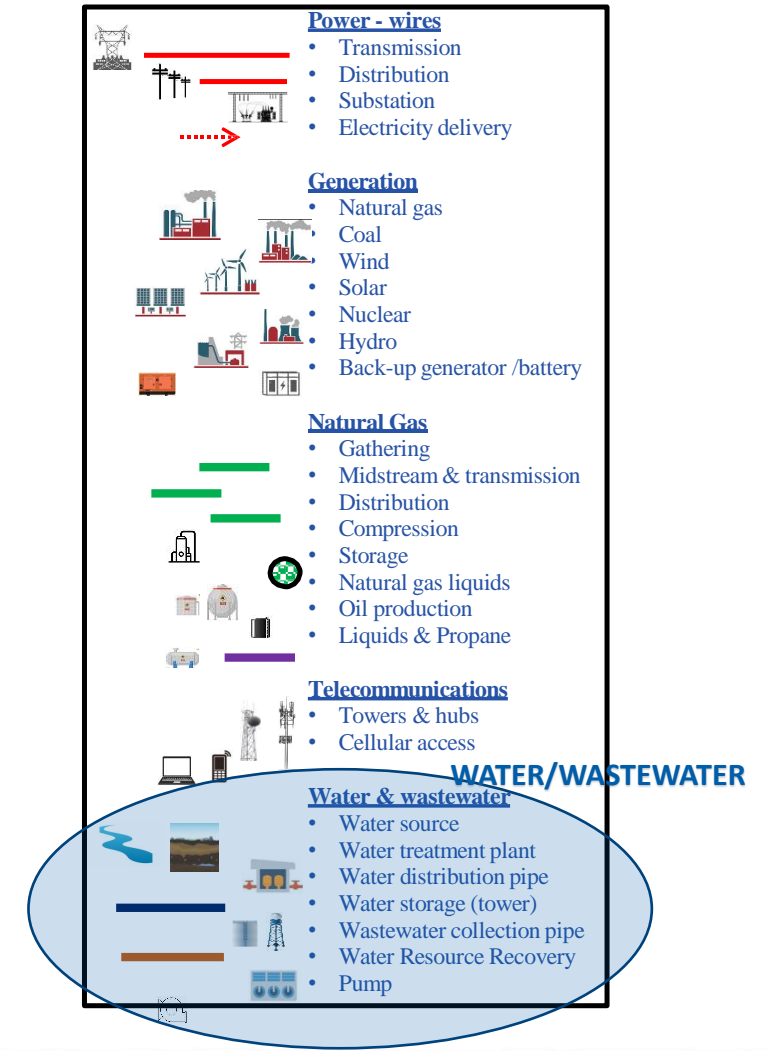 Power - wires
• Transmission
• Distribution
• Substation
• Electricity delivery
Generation
• Natural gas
• Coal
• Wind
• Solar
• Nuclear
• Hydro
• Back-up generator /battery
Natural Gas
• Gathering
• Midstream & transmission
• Distribution
• Compression
• Storage
• Natural gas liquids
• Oil production
• Liquids & Propane
Telecommunications
• Towers & hubs
• Cellular access
WATER/WASTEWATER
Water & wastewater
• Water source
• Water treatment plant
• Water distribution pipe
• Water storage (tower)
• Wastewater collection pipe
• Water Resource Recovery
• Pump